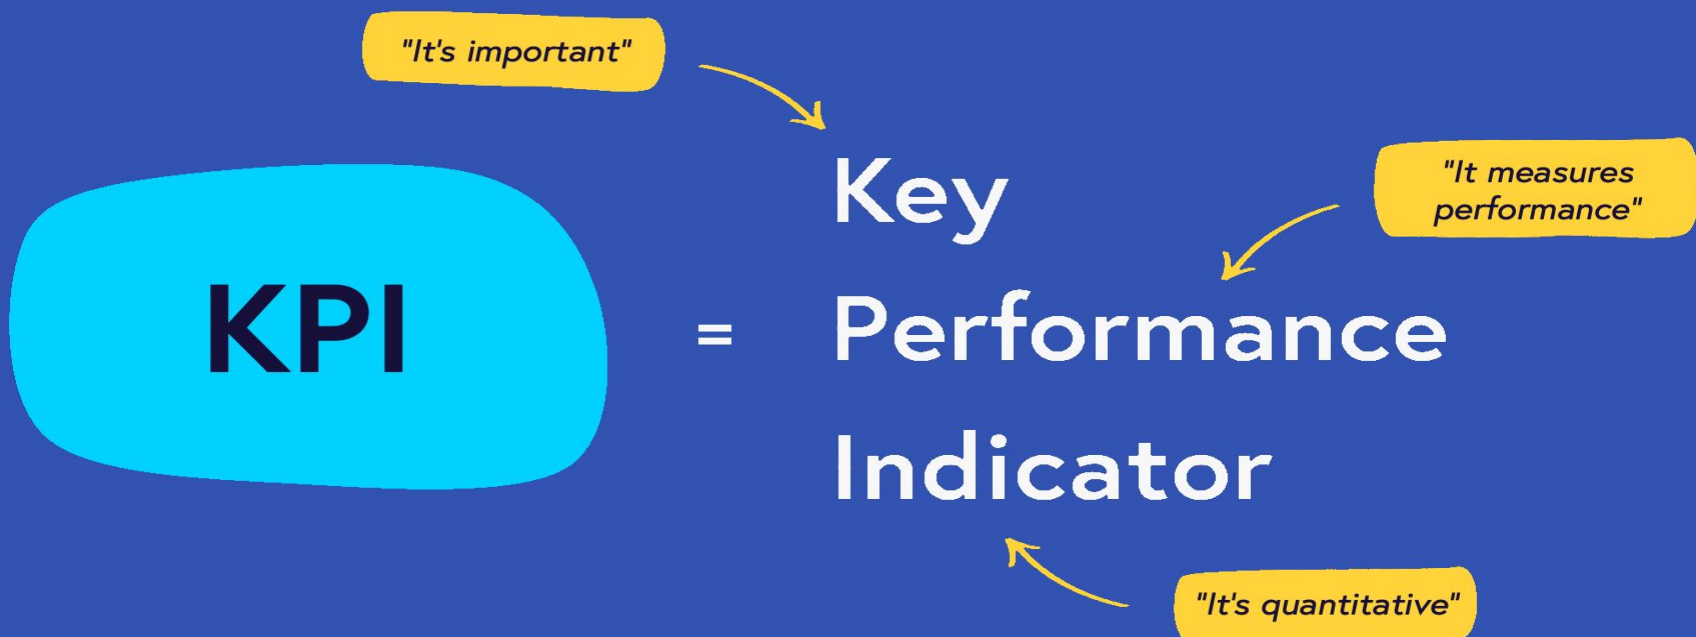 "It's important"
Key
"It measures
performance"
KPI
=
Performance
Indicator
"It's quantitative"